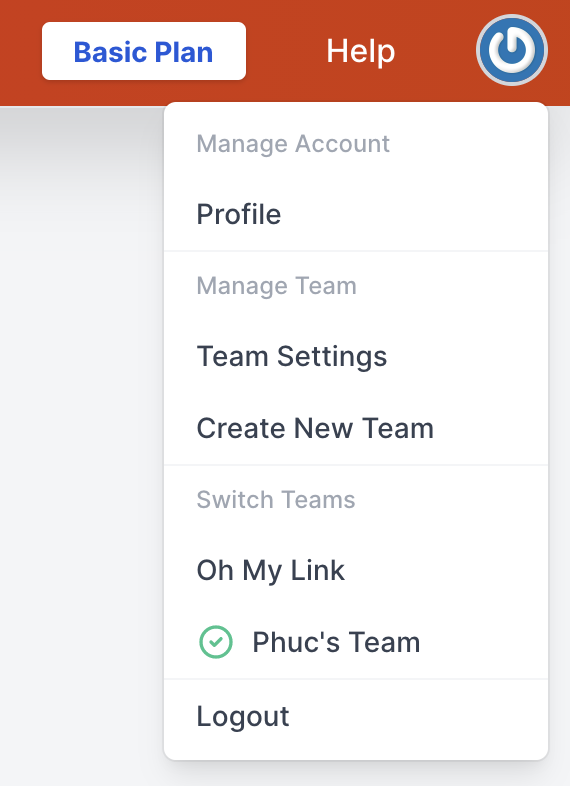 Basic Plan
Help
Manage Account
Profile
Manage Team
Team Settings
Create New Team
Switch Teams
Oh My Link
Phuc's Team
Logout